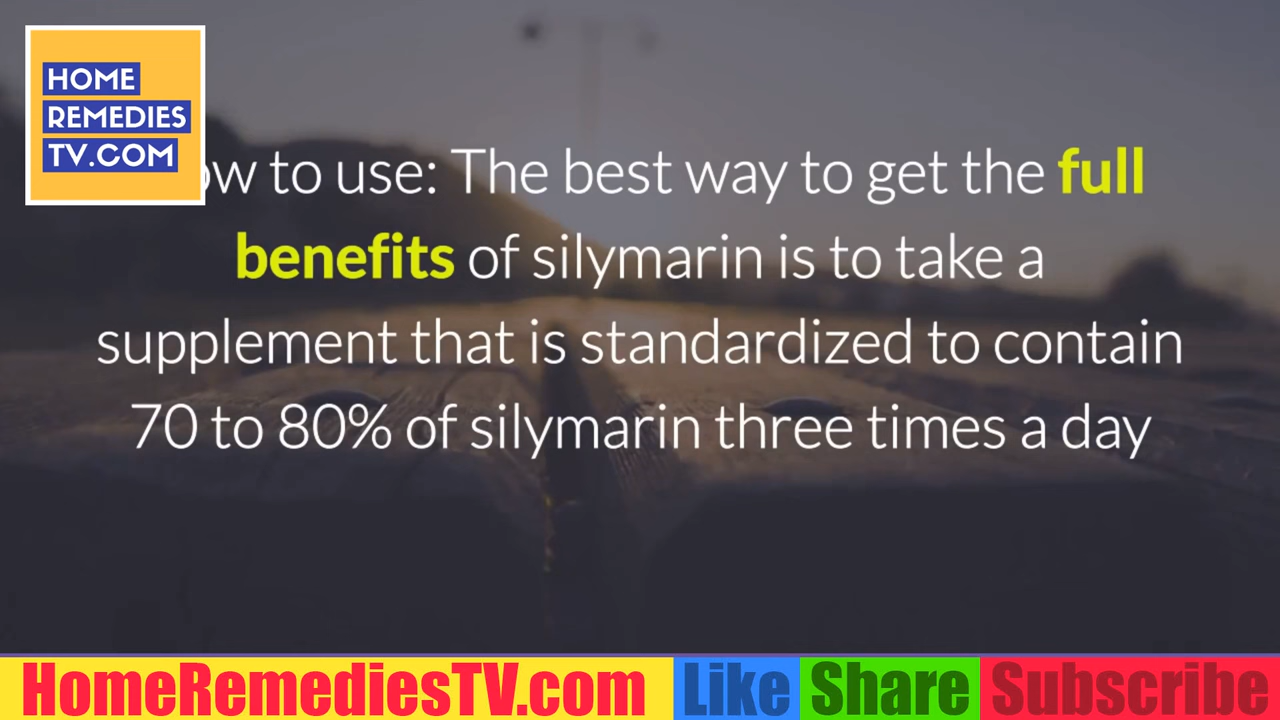 HOME
REMEDIES
TV.COM
ow to use: The best way to get the full
benefits of silymarin is to take a
supplement that is standardized to contain
70 to 80% of silymarin three times a day
HomeRemediesTV.com Like Share Subscribe